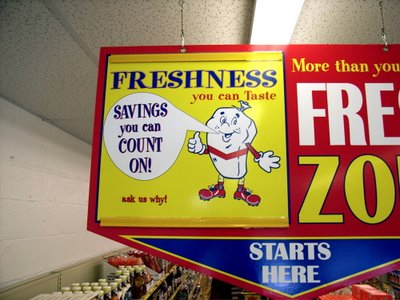 FRESHNESS
you can Taste
SAVINGS
you can
COUNT
ON!
ask us why!
More than you
FRE
ZO
STARTS
HERE